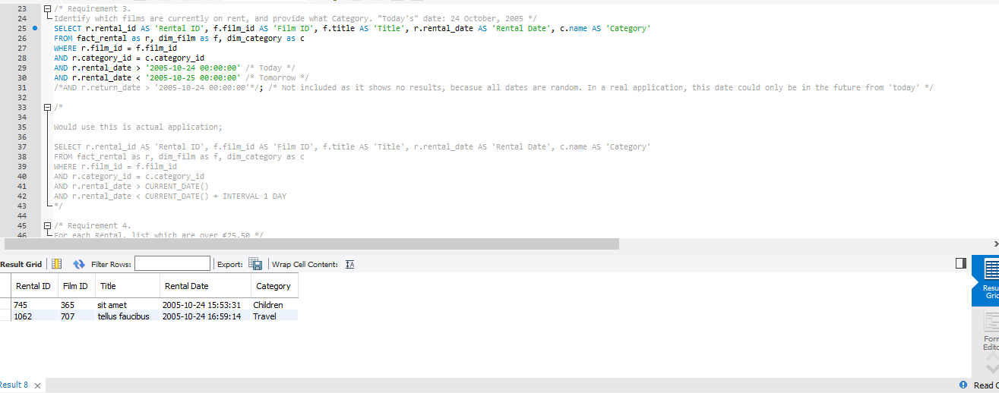 23 /* Requirement 3.
24 Identify which films are currently on rent, and provide what Category. "Today's" date: 24 October, 2005 */
25 SELECT r.rental_id AS 'Rental ID', f.film_id AS 'Film ID', f.title AS 'Title', r.rental_date AS 'Rental Date', c.name AS 'Category'
26 FROM fact_rental as r, dim_film as f, dim_category as c
27 WHERE r.film_id = f.film_id
28 AND r.category_id = c.category_id
29 AND r.rental_date > '2005-10-24 00:00:00' /* Today */
30 AND r.rental_date < '2005-10-25 00:00:00' /* Tomorrow */
31 /*AND r.return_date > '2005-10-24 00:00:00'*/; /* Not included as it shows no results, becasue all dates are random. In a real application, this date could only be in the future from 'today' */
32
33 /*
34
35 Would use this is actual application;
36
37 SELECT r.rental_id AS 'Rental ID', f.film_id AS 'Film ID', f.title AS 'Title', r.rental_date AS 'Rental Date', c.name AS 'Category'
38 FROM fact_rental as r, dim_film as f, dim_category as c
39 WHERE r.film_id = f.film_id
40 AND r.category_id = c.category_id
41 AND r.rental_date > CURRENT_DATE()
42 AND r.rental_date < CURRENT_DATE() + INTERVAL 1 DAY
43 */
44
45 /* Requirement 4.
46 For each Rental, list which are over €25.50 */
Result Grid Filter Rows: Export: Wrap Cell Content:
Rental ID Film ID Title Rental Date Category
745 365 sit amet 2005-10-24 15:53:31 Children
1062 707 tellus faucibus 2005-10-24 16:59:14 Travel
Resu
Grid
Form
Edito
Result 8
Read O